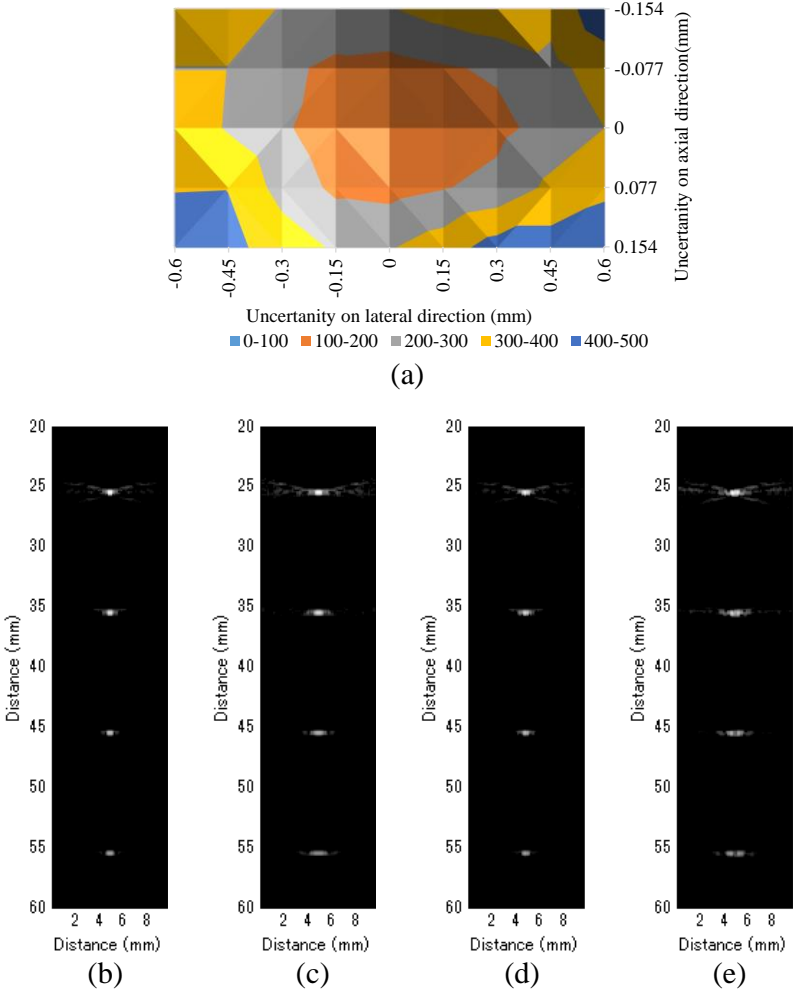 -0.154
-0.077
0
0.077
0.154
Uncertanity on axial direction(mm)
-0.6
-0.45
-0.3
-0.15
0
0.15
0.3
0.45
0.6
Uncertanity on lateral direction (mm)
0-100 100-200 200-300 300-400 400-500
(a)
20
25
30
35
40
45
50
55
60
Distance (mm)
2 4 6 8
Distance (mm)
(b)
20
25
30
35
40
45
50
55
60
Distance (mm)
2 4 6 8
Distance (mm)
(c)
20
25
30
35
40
45
50
55
60
Distance (mm)
2 4 6 8
Distance (mm)
(d)
20
25
30
35
40
45
50
55
60
Distance (mm)
2 4 6 8
Distance (mm)
(e)